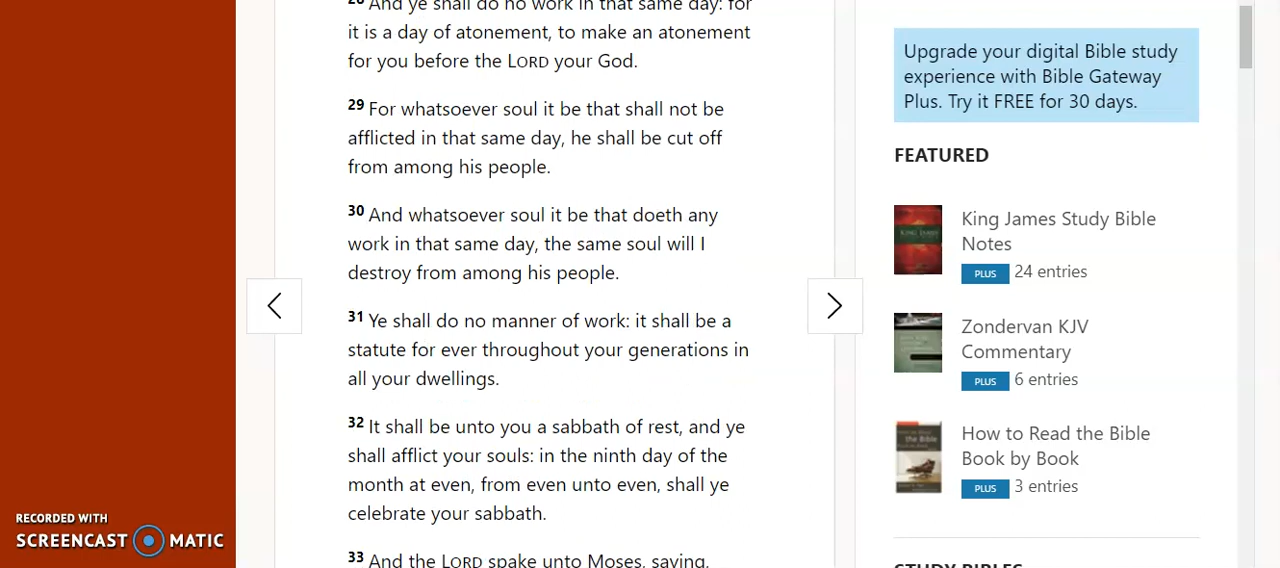 28 And ye shall do no work in that same day: for
it is a day of atonement, to make an atonement
for you before the LORD your God.
29 For whatsoever soul it be that shall not be
afflicted in that same day, he shall be cut off
from among his people.
30 And whatsoever soul it be that doeth any
work in that same day, the same soul will I
destroy from among his people.
31 Ye shall do no manner of work: it shall be a
statute for ever throughout your generations in
all your dwellings.
32 It shall be unto you a sabbath of rest, and ye
shall afflict your souls: in the ninth day of the
month at even, from even unto even, shall ye
celebrate your sabbath.
33 And the LORD spake unto Moses, saying,
Upgrade your digital Bible study
experience with Bible Gateway
Plus. Try it FREE for 30 days.
FEATURED
KING JAMES
King James Study Bible
Notes
PLUS 24 entries
Zondervan KJV
Commentary
PLUS 6 entries
the Bible
How to Read the Bible
Book by Book
PLUS 3 entries
STUDY BIBLES
RECORDED WITH
SCREENCAST MATIC